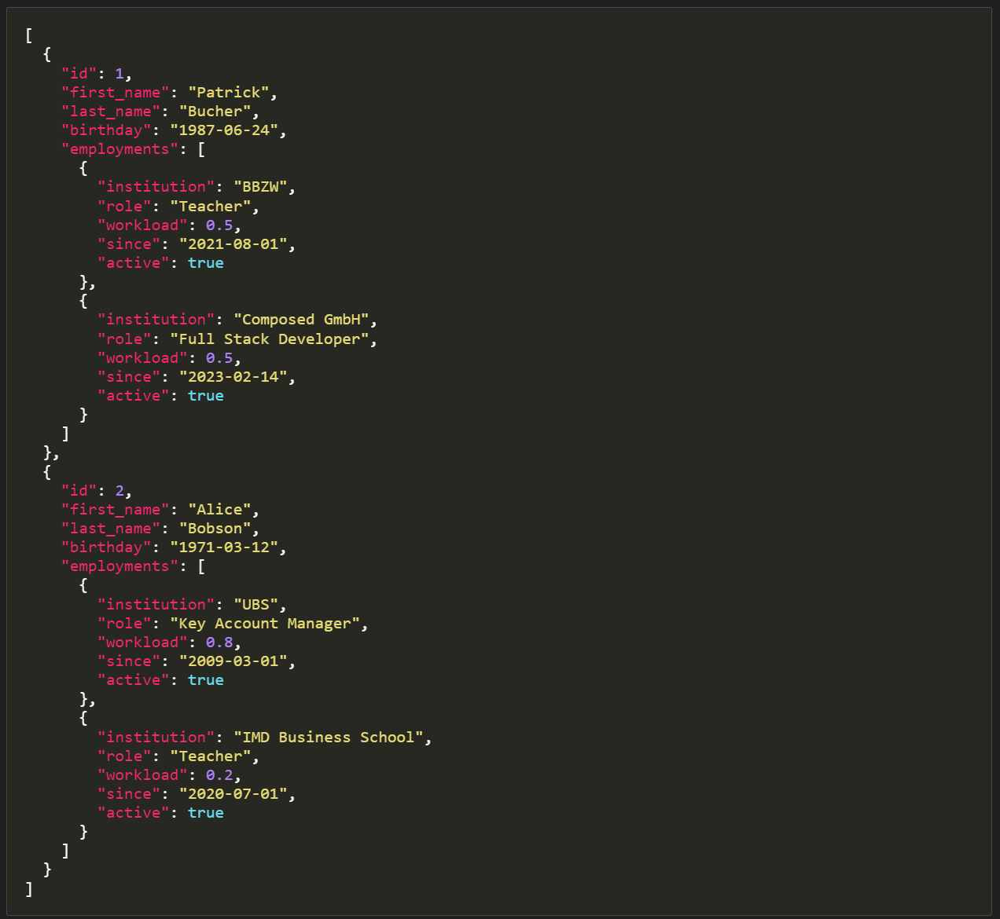 [
  {
    "id": 1,
    "first_name": "Patrick",
    "last_name": "Bucher",
    "birthday": "1987-06-24",
    "employments": [
      {
        "institution": "BBZW",
        "role": "Teacher",
        "workload": 0.5,
        "since": "2021-08-01",
        "active": true
      },
      {
        "institution": "Composed GmbH",
        "role": "Full Stack Developer",
        "workload": 0.5,
        "since": "2023-02-14",
        "active": true
      }
    ]
  },
  {
    "id": 2,
    "first_name": "Alice",
    "last_name": "Bobson",
    "birthday": "1971-03-12",
    "employments": [
      {
        "institution": "UBS",
        "role": "Key Account Manager",
        "workload": 0.8,
        "since": "2009-03-01",
        "active": true
      },
      {
        "institution": "IMD Business School",
        "role": "Teacher",
        "workload": 0.2,
        "since": "2020-07-01",
        "active": true
      }
    ]
  }
]